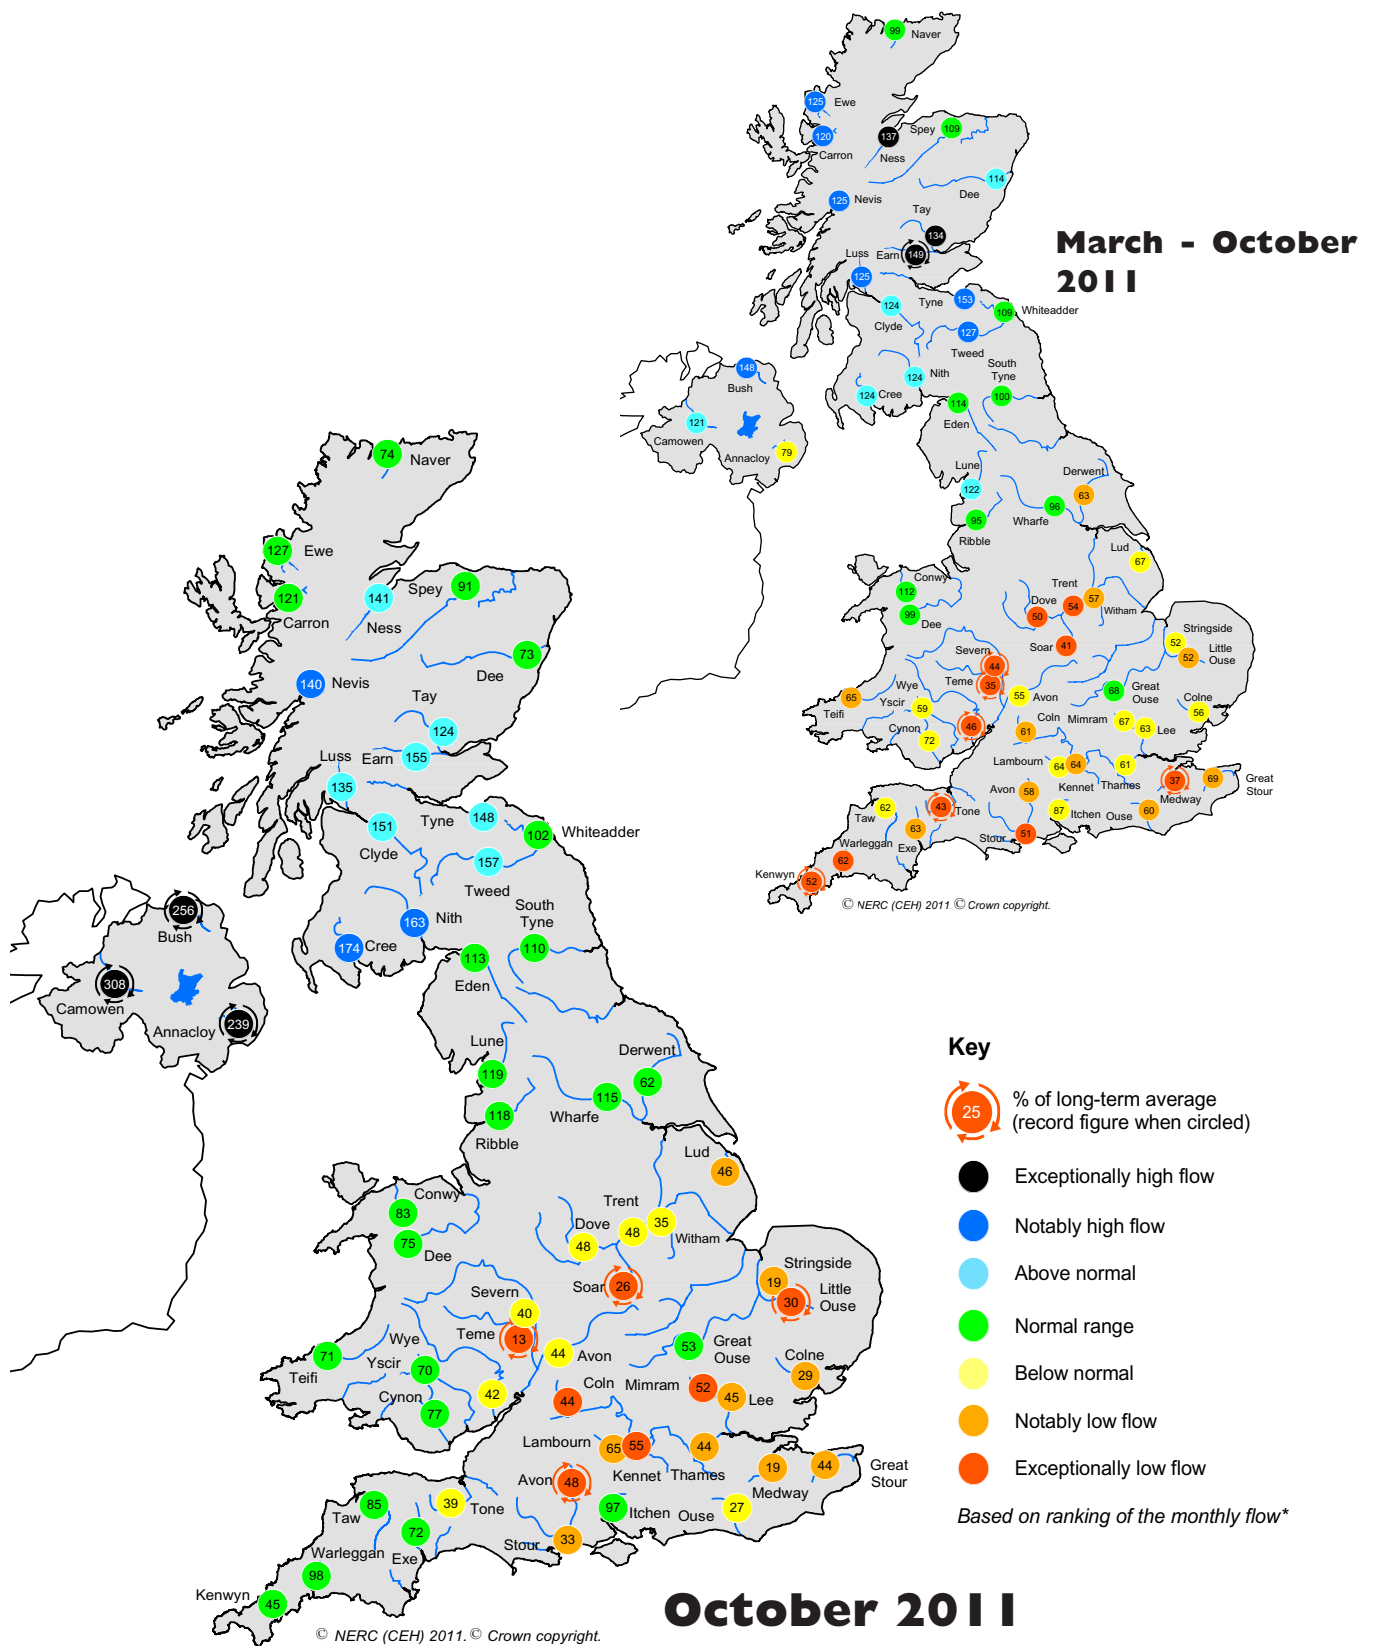 99
Naver
125
Ewe
120
Carron
137
Ness
Spey
109
114
Dee
125
Nevis
Tay
134
Earn
149
Luss
125
March - October
2011
124
Clyde
Tyne
153
109
Whiteadder
127
Tweed
South
Tyne
100
124
Nith
124
Cree
114
Eden
148
Bush
121
Camowen
Annacloy
79
Lune
122
95
Ribble
Derwent
63
96
Wharfe
Lud
67
Conwy
112
99
Dee
Trent
57
54
Dove
50
Witham
Soar
41
Stringside
52
Little
Ouse
52
Severn
44
Teme
35
65
Teifi
Wye
Yscir
59
Cynon
72
46
55
Avon
68
Great
Ouse
Coln
61
Mimram
67
63
Lee
Colne
56
Lambourn
64
64
Kennet
61
Thames
37
Medway
69
Great
Stour
Avon
58
87
Itchen
Ouse
60
Stour
51
62
Taw
43
Tone
63
Exe
Warleggan
62
Kenwyn
52
© NERC (CEH) 2011. © Crown copyright.
74
Naver
127
Ewe
121
Carron
141
Ness
Spey
91
73
Dee
140
Nevis
Tay
124
Earn
155
Luss
135
151
Clyde
Tyne
148
102
Whiteadder
157
Tweed
South
Tyne
110
163
Nith
174
Cree
113
Eden
256
Bush
308
Camowen
Annacloy
239
Lune
119
118
Ribble
Derwent
62
115
Wharfe
Lud
46
Conwy
83
75
Dee
Trent
35
48
Dove
48
Witham
Soar
26
Stringside
19
Little
Ouse
30
Severn
40
Teme
13
71
Teifi
Wye
Yscir
70
Cynon
77
42
44
Avon
53
Great
Ouse
Coln
44
Mimram
52
45
Lee
Colne
29
Lambourn
65
55
Kennet
44
Thames
19
Medway
44
Great
Stour
Avon
48
97
Itchen
Ouse
27
Stour
33
85
Taw
39
Tone
72
Exe
Warleggan
98
Kenwyn
45
© NERC (CEH) 2011. © Crown copyright.
October 2011
Key
25
% of long-term average
(record figure when circled)
Exceptionally high flow
Notably high flow
Above normal
Normal range
Below normal
Notably low flow
Exceptionally low flow
Based on ranking of the monthly flow*